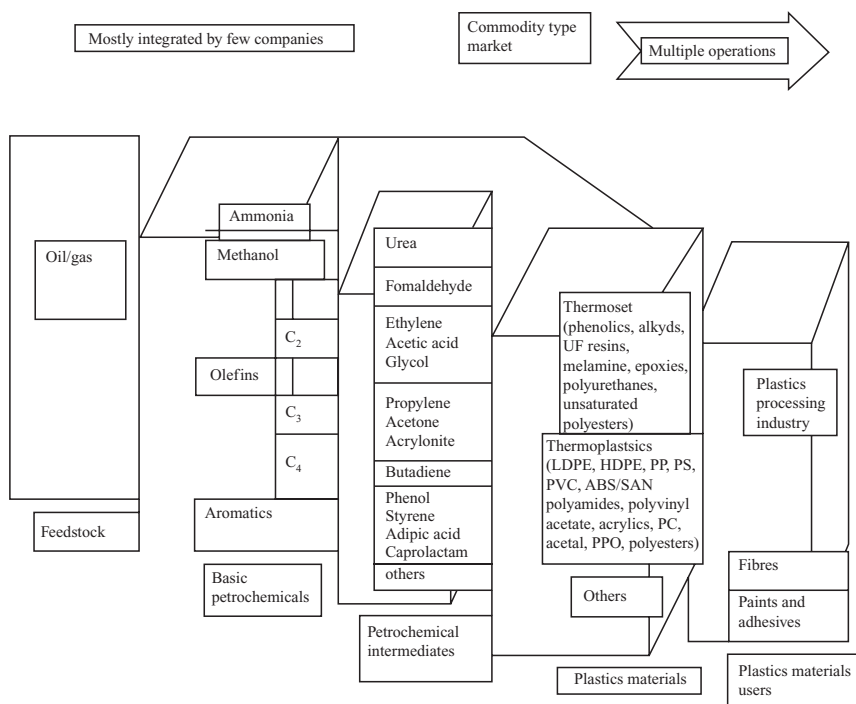 Mostly integrated by few companies
Commodity type
market
Multiple operations
Oil/gas
Feedstock
Ammonia
Methanol
C₂
Olefins
C₃
C₄
Aromatics
Basic
petrochemicals
Urea
Fomaldehyde
Ethylene
Acetic acid
Glycol
Propylene
Acetone
Acrylonite
Butadiene
Phenol
Styrene
Adipic acid
Caprolactam
others
Petrochemical
intermediates
Thermoset
(phenolics, alkyds,
UF resins,
melamine, epoxies,
polyurethanes,
unsaturated
polyesters)
Thermoplastsics
(LDPE, HDPE, PP, PS,
PVC, ABS/SAN
polyamides, polyvinyl
acetate, acrylics, PC,
acetal, PPO, polyesters)
Others
Plastics materials
Plastics
processing
industry
Fibres
Paints and
adhesives
Plastics materials
users